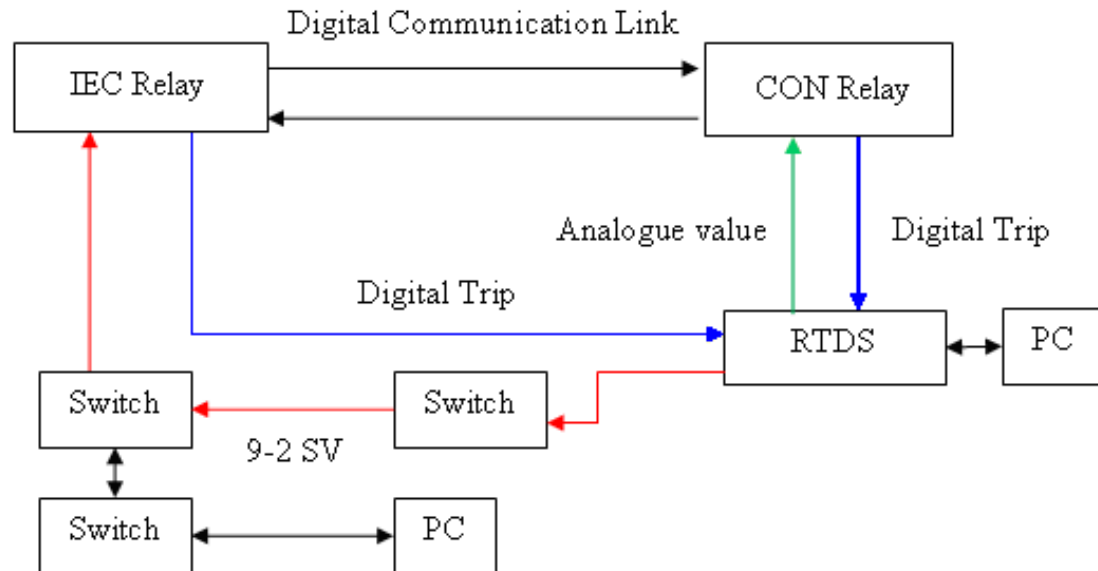 Digital Communication Link
IEC Relay
CON Relay
Analogue value
Digital Trip
Digital Trip
RTDS
PC
Switch
Switch
9-2 SV
Switch
PC